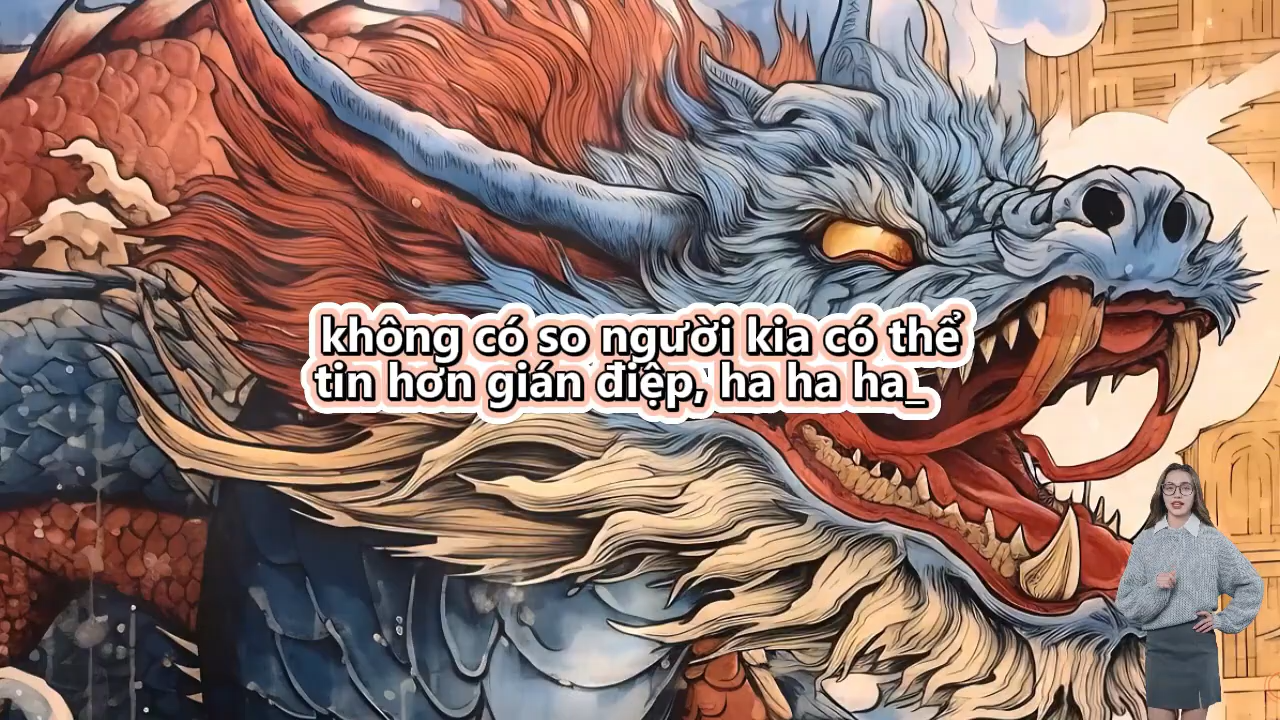 không có so người kia có thể
tin hơn gián điệp, ha ha ha_